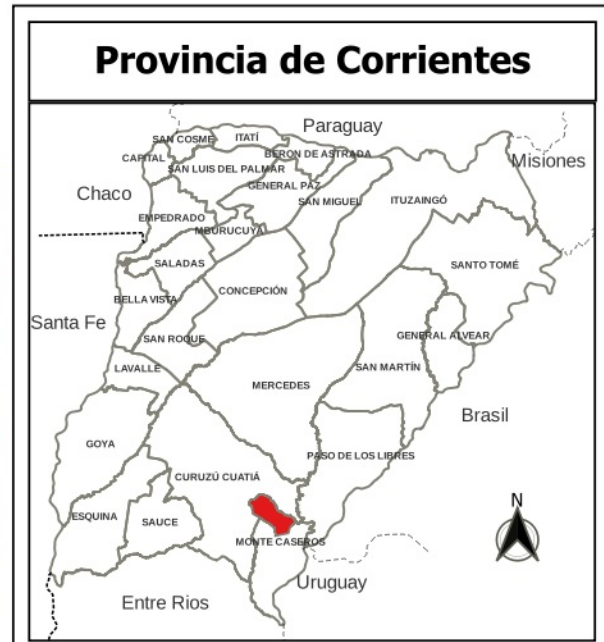 Provincia de Corrientes
Paraguay
SAN COSME
ITATÍ
BERON DE ASTRADA
Misiones
CAPITAL
SAN LUIS DEL PALMAR
GENERAL PAZ
Chaco
SAN MIGUEL
ITUZAINGÓ
EMPEDRADO
MBURUCUYA
SALADAS
SANTO TOMÉ
CONCEPCIÓN
BELLA VISTA
Santa Fe
GENERAL ALVEAR
SAN ROQUE
LAVALLE
SAN MARTÍN
MERCEDES
Brasil
GOYA
PASO DE LOS LIBRES
CURUZÚ CUATIÁ
N
ESQUINA
SAUCE
MONTE CASEROS
Uruguay
Entre Rios